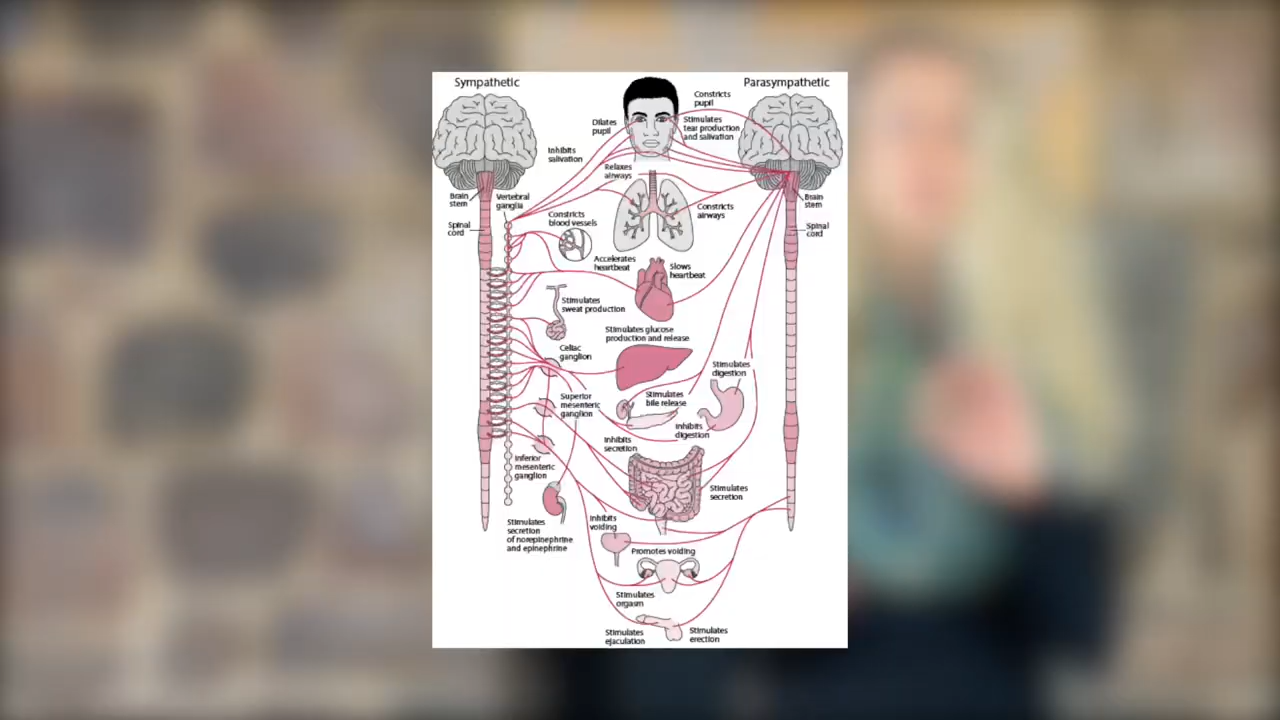 Sympathetic
Parasympathetic
Constricts
pupil
Dilates
pupil
Stimulates
tear production
and salivation
Inhibits
salivation
Relaxes
airways
Brain
stem
Vertebral
ganglia
Constricts
airways
Brain
stem
Spinal
cord
Constricts
blood vessels
Spinal
cord
Accelerates
heartbeat
Slows
heartbeat
Stimulates
sweat production
Stimulates glucose
production and release
Celiac
ganglion
Stimulates
digestion
Superior
mesenteric
ganglion
Stimulates
bile release
Inhibits
digestion
Inhibits
secretion
Inferior
mesenteric
ganglion
Stimulates
secretion
Stimulates
secretion
of norepinephrine
and epinephrine
Inhibits
voiding
Promotes voiding
Stimulates
orgasm
Stimulates
ejaculation
Stimulates
erection